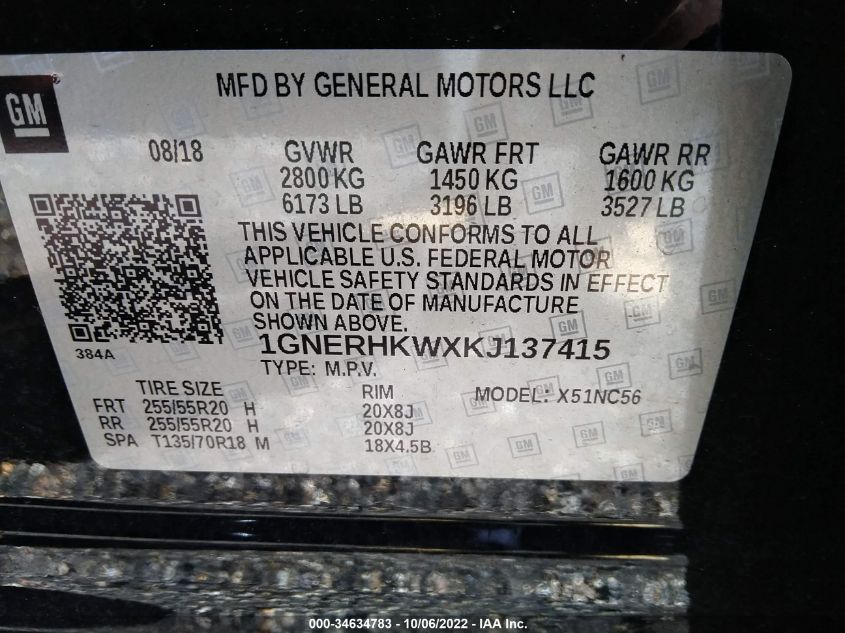 MFD BY GENERAL MOTORS LLC
GM
08/18 GVWR GAWR FRT GAWR RR
2800 KG 1450 KG 1600 KG
6173 LB 3196 LB 3527 LB
THIS VEHICLE CONFORMS TO ALL
APPLICABLE U.S. FEDERAL MOTOR
VEHICLE SAFETY STANDARDS IN EFFECT
ON THE DATE OF MANUFACTURE
SHOWN ABOVE.
384A
1GNERHKWXKJ137415
TYPE: M.P.V.
TIRE SIZE RIM MODEL: X51NC56
FRT 255/55R20 H 20X8J
RR 255/55R20 H 20X8J
SPA T135/70R18 M 18X4.5B
000-34634783 - 10/06/2022 - IAA Inc.